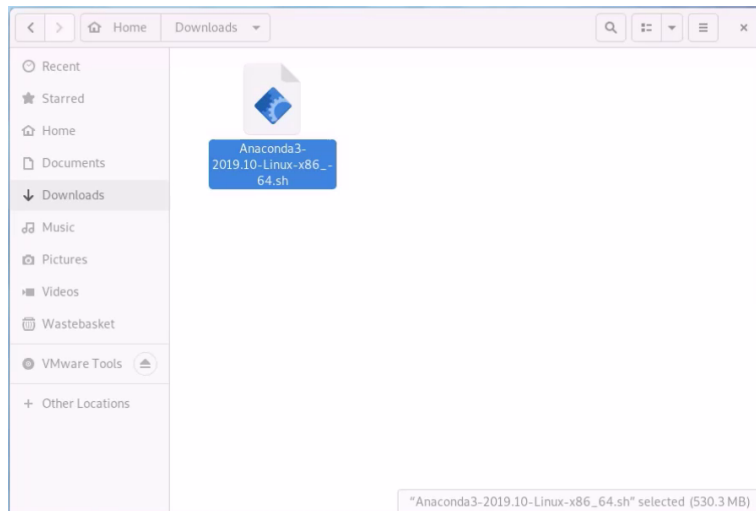 Home
Downloads
Recent
Starred
Home
Documents
Downloads
Music
Pictures
Videos
Wastebasket
VMware Tools
+ Other Locations
Anaconda3-
2019.10-Linux-x86_-
64.sh
"Anaconda3-2019.10-Linux-x86_64.sh" selected (530.3 MB)